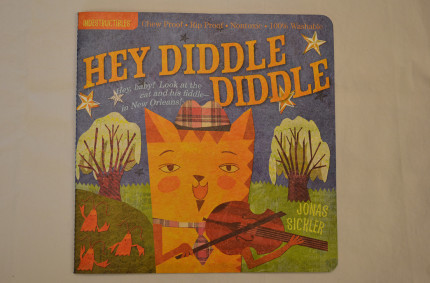 INDESTRUCTIBLES
Chew Proof • Rip Proof • Nontoxic • 100% Washable
HEY DIDDLE
DIDDLE
Hey, baby! Look at the
cat and his fiddle—
in New Orleans!
JONAS
SICKLER